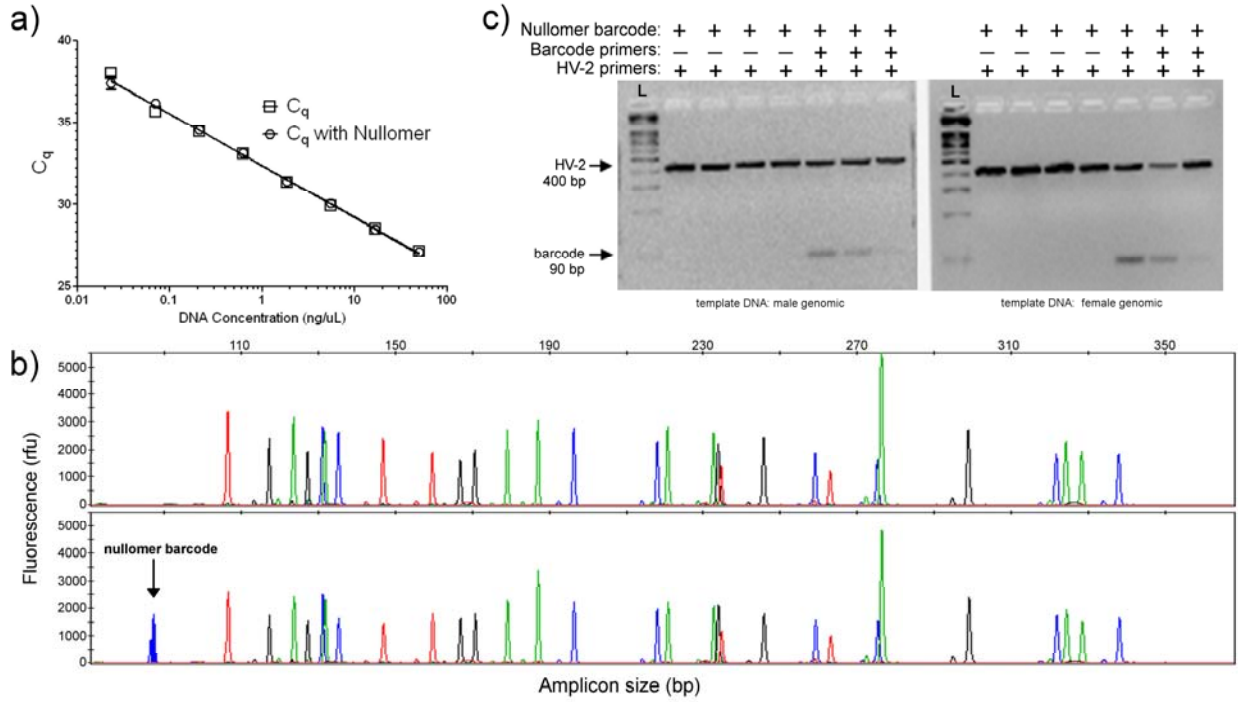 a)
40
35
30
25
Cq
Cq
Cq with Nullomer
0.01 0.1 1 10 100
DNA Concentration (ng/uL)
c)
Nullomer barcode: + + + + + + + + + + + + + +
Barcode primers: − − − − + + + − − − − + + +
HV-2 primers: + + + + + + + + + + + + + +
L L
HV-2
400 bp
barcode
90 bp
template DNA: male genomic
template DNA: female genomic
b)
110 150 190 230 270 310 350
5000
4000
3000
2000
1000
0
Fluorescence (rfu)
5000
4000
3000
2000
1000
0
nullomer barcode
Amplicon size (bp)